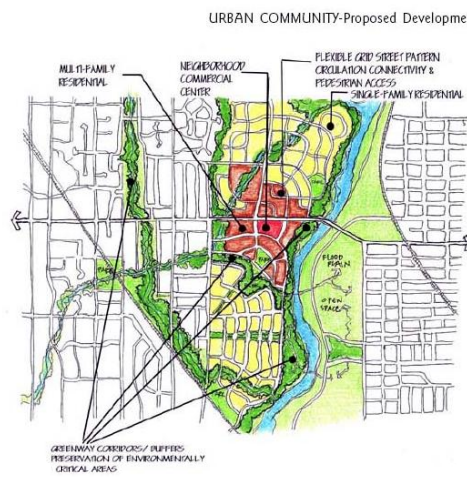 URBAN COMMUNITY-Proposed Developme
MULTI-FAMILY
RESIDENTIAL
NEIGHBORHOOD
COMMERCIAL
CENTER
FLEXIBLE GRID STREET PATTERN
CIRCULATION CONNECTIVITY &
PEDESTRIAN ACCESS
SINGLE-FAMILY RESIDENTIAL
FLOOD
PLAIN
OPEN
SPACE
PARK
GREENWAY CORRIDORS/BUFFERS
PRESERVATION OF ENVIRONMENTALLY
CRITICAL AREAS